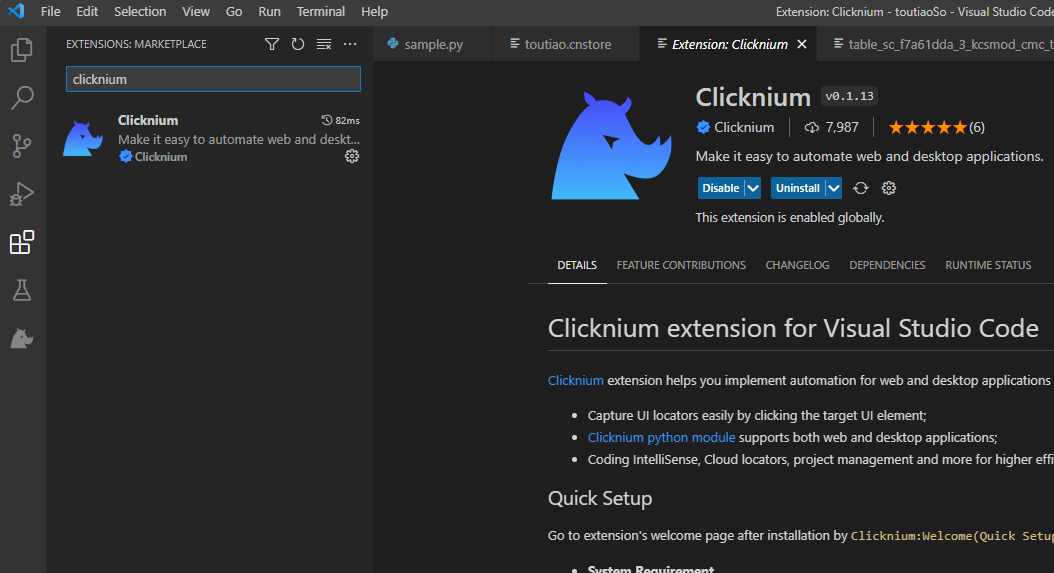 File Edit Selection View Go Run Terminal Help Extension: Clicknium - toutiaoSo - Visual Studio Code
EXTENSIONS: MARKETPLACE
sample.py toutiao.cnstore Extension: Clicknium table_sc_f7a61dda_3_kcsmod_cmc_t
clicknium
Clicknium 82ms
Make it easy to automate web and deskt...
Clicknium
Clicknium v0.1.13
Clicknium 7,987 (6)
Make it easy to automate web and desktop applications.
Disable Uninstall
This extension is enabled globally.
DETAILS FEATURE CONTRIBUTIONS CHANGELOG DEPENDENCIES RUNTIME STATUS
Clicknium extension for Visual Studio Code
Clicknium extension helps you implement automation for web and desktop applications
• Capture UI locators easily by clicking the target UI element;
• Clicknium python module supports both web and desktop applications;
• Coding IntelliSense, Cloud locators, project management and more for higher effi
Quick Setup
Go to extension's welcome page after installation by Clicknium:Welcome(Quick Setup
• System Requirement